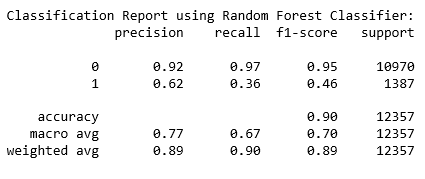 Classification Report using Random Forest Classifier:
precision recall f1-score support
0 0.92 0.97 0.95 10970
1 0.62 0.36 0.46 1387
accuracy 0.90 12357
macro avg 0.77 0.67 0.70 12357
weighted avg 0.89 0.90 0.89 12357